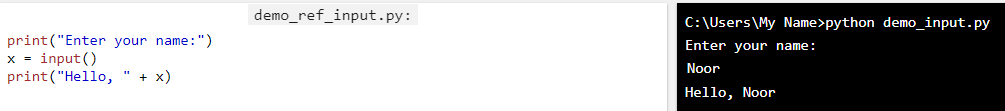 demo_ref_input.py:
print("Enter your name:")
x = input()
print("Hello, " + x)
C:\Users\My Name>python demo_input.py
Enter your name:
Noor
Hello, Noor